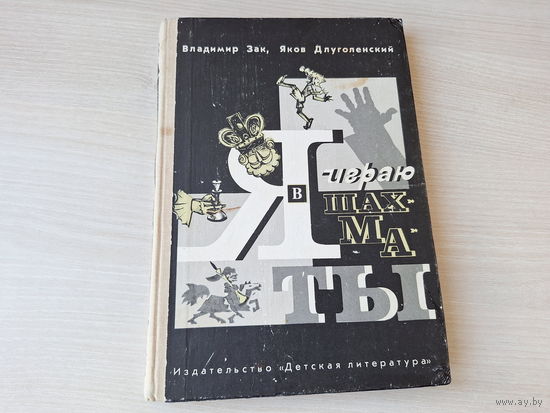 Владимир Зак, Яков Длуголенский
Я
-играю
в
ШАХ-
МА-
ТЫ
Издательство «Детская литература»
www.ay.by